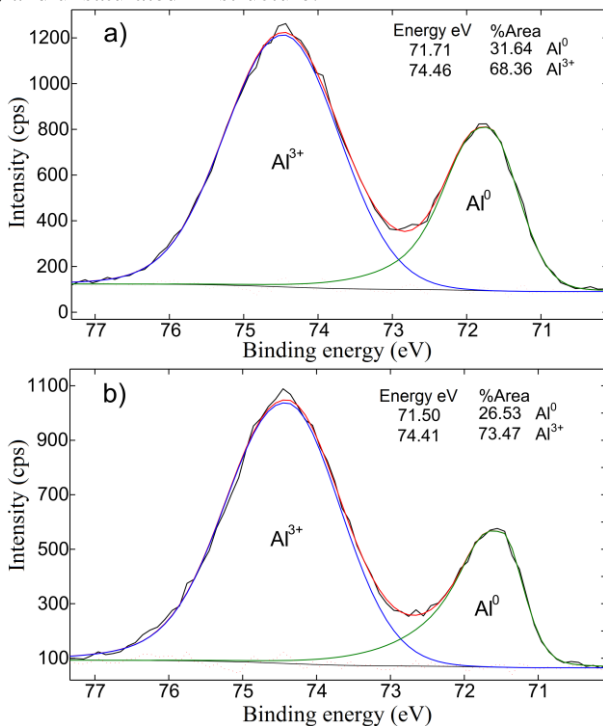 a)
Energy eV %Area
71.71 31.64 Al⁰
74.46 68.36 Al³⁺
Intensity (cps)
1200
1000
800
600
400
200
0
Al³⁺
Al⁰
77 76 75 74 73 72 71
Binding energy (eV)
b)
Energy eV %Area
71.50 26.53 Al⁰
74.41 73.47 Al³⁺
Intensity (cps)
1100
900
700
500
300
100
Al³⁺
Al⁰
77 76 75 74 73 72 71
Binding energy (eV)